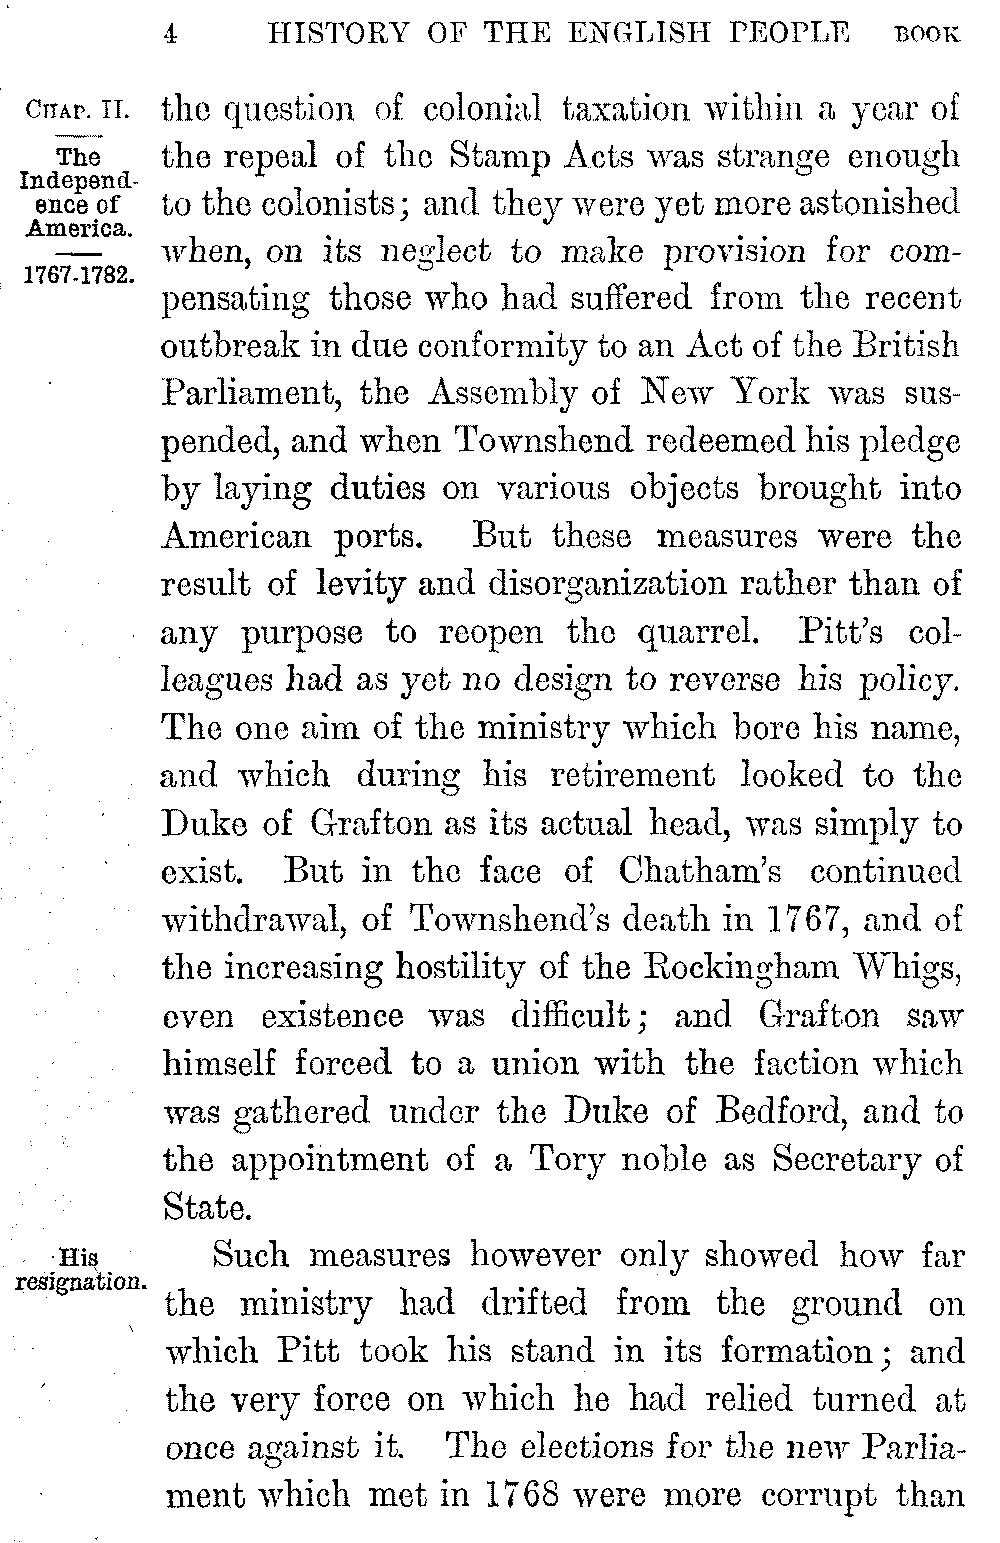 4 HISTORY OF THE ENGLISH PEOPLE BOOK
CHAP. II.
The
Independ-
ence of
America.
1767-1782.
the question of colonial taxation within a year of
the repeal of the Stamp Acts was strange enough
to the colonists; and they were yet more astonished
when, on its neglect to make provision for com-
pensating those who had suffered from the recent
outbreak in due conformity to an Act of the British
Parliament, the Assembly of New York was sus-
pended, and when Townshend redeemed his pledge
by laying duties on various objects brought into
American ports. But these measures were the
result of levity and disorganization rather than of
any purpose to reopen the quarrel. Pitt's col-
leagues had as yet no design to reverse his policy.
The one aim of the ministry which bore his name,
and which during his retirement looked to the
Duke of Grafton as its actual head, was simply to
exist. But in the face of Chatham's continued
withdrawal, of Townshend's death in 1767, and of
the increasing hostility of the Rockingham Whigs,
even existence was difficult; and Grafton saw
himself forced to a union with the faction which
was gathered under the Duke of Bedford, and to
the appointment of a Tory noble as Secretary of
State.
His
resignation.
Such measures however only showed how far
the ministry had drifted from the ground on
which Pitt took his stand in its formation; and
the very force on which he had relied turned at
once against it. The elections for the new Parlia-
ment which met in 1768 were more corrupt than